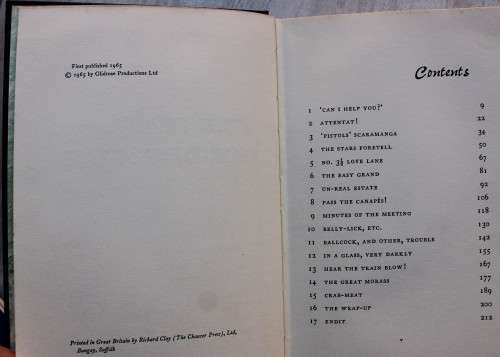 First published 1965
© 1965 by Glidrose Productions Ltd
Printed in Great Britain by Richard Clay (The Chaucer Press), Ltd,
Bungay, Suffolk
Contents
1 'CAN I HELP YOU?' 9
2 ATTENTAT! 22
3 'PISTOLS' SCARAMANGA 34
4 THE STARS FORETELL 50
5 NO. 3½ LOVE LANE 67
6 THE EASY GRAND 81
7 UN-REAL ESTATE 92
8 PASS THE CANAPÉS! 106
9 MINUTES OF THE MEETING 118
10 BELLY-LICK, ETC. 130
11 BALLCOCK, AND OTHER, TROUBLE 142
12 IN A GLASS, VERY DARKLY 155
13 HEAR THE TRAIN BLOW! 167
14 THE GREAT MORASS 177
15 CRAB-MEAT 189
16 THE WRAP-UP 200
17 ENDIT 212
7